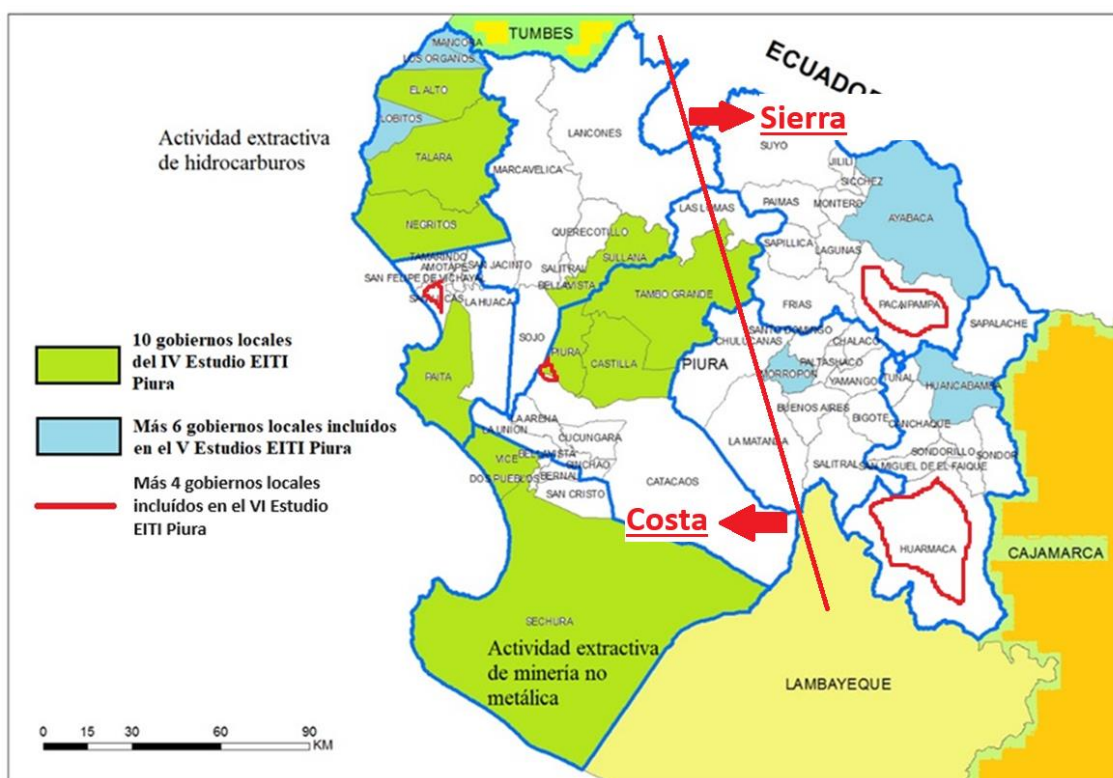 TUMBES
ECUADOR
MANCORA
LOS ORGANOS
EL ALTO
LOBITOS
TALARA
NEGRITOS
Actividad extractiva
de hidrocarburos
LANCONES
MARCAVELICA
Sierra
SUYO
JILILI
SICCHEZ
MONTERO
PAIMAS
AYABACA
LAS LOMAS
QUERECOTILLO
SULLANA
SAPILLICA
LAGUNAS
TAMARINDO
AMOTAPE
SAN JACINTO
SALITRAL
BELLAVISTA
SAN FELIPE DE VICHAYA
LA HUACA
TAMBO GRANDE
FRIAS
PACAIPAMPA
SAPALACHE
SOJO
PIURA
CASTILLA
PIURA
CHULUCANAS
SANTO DOMINGO
CHALACO
PALTASHACO
MORROPON
YAMANGO
TUÑAL
HUANCABAMBA
PAITA
10 gobiernos locales
del IV Estudio EITI
Piura
Más 6 gobiernos locales incluidos
en el V Estudios EITI Piura
Más 4 gobiernos locales
incluídos en el VI Estudio
EITI Piura
LA ARENA
LA UNION
CUCUNGARA
BELLAVISTA
VICE
DOS PUEBLOS
BERNAL
RINCHAO
SAN CRISTO
CATACAOS
LA MATANZA
BUENOS AIRES
BIGOTE
CANCHAQUE
SONDORILLO
SONDOR
SALITRAL
SAN MIGUEL DE EL FAIQUE
Costa
HUARMACA
CAJAMARCA
SECHURA
Actividad extractiva
de minería no
metálica
LAMBAYEQUE
0 15 30 60 90
KM